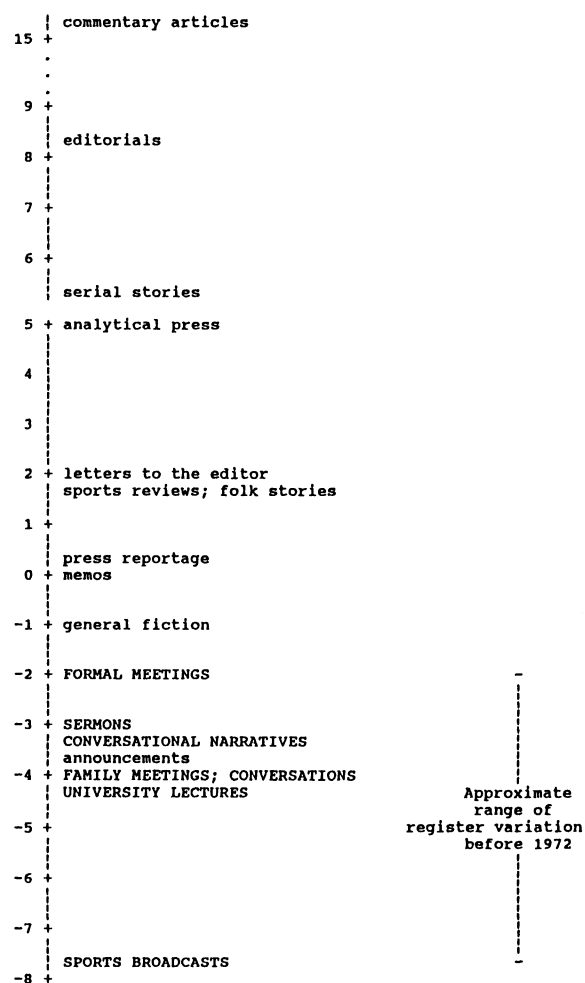 commentary articles
15 +
.
.
.
9 +
editorials
8 +
7 +
6 +
serial stories
5 + analytical press
4
3
2 + letters to the editor
sports reviews; folk stories
1 +
press reportage
0 + memos
-1 + general fiction
-2 + FORMAL MEETINGS
-3 + SERMONS
CONVERSATIONAL NARRATIVES
announcements
-4 + FAMILY MEETINGS; CONVERSATIONS
UNIVERSITY LECTURES
Approximate
range of
-5 +
register variation
before 1972
-6 +
-7 +
SPORTS BROADCASTS
-8 +